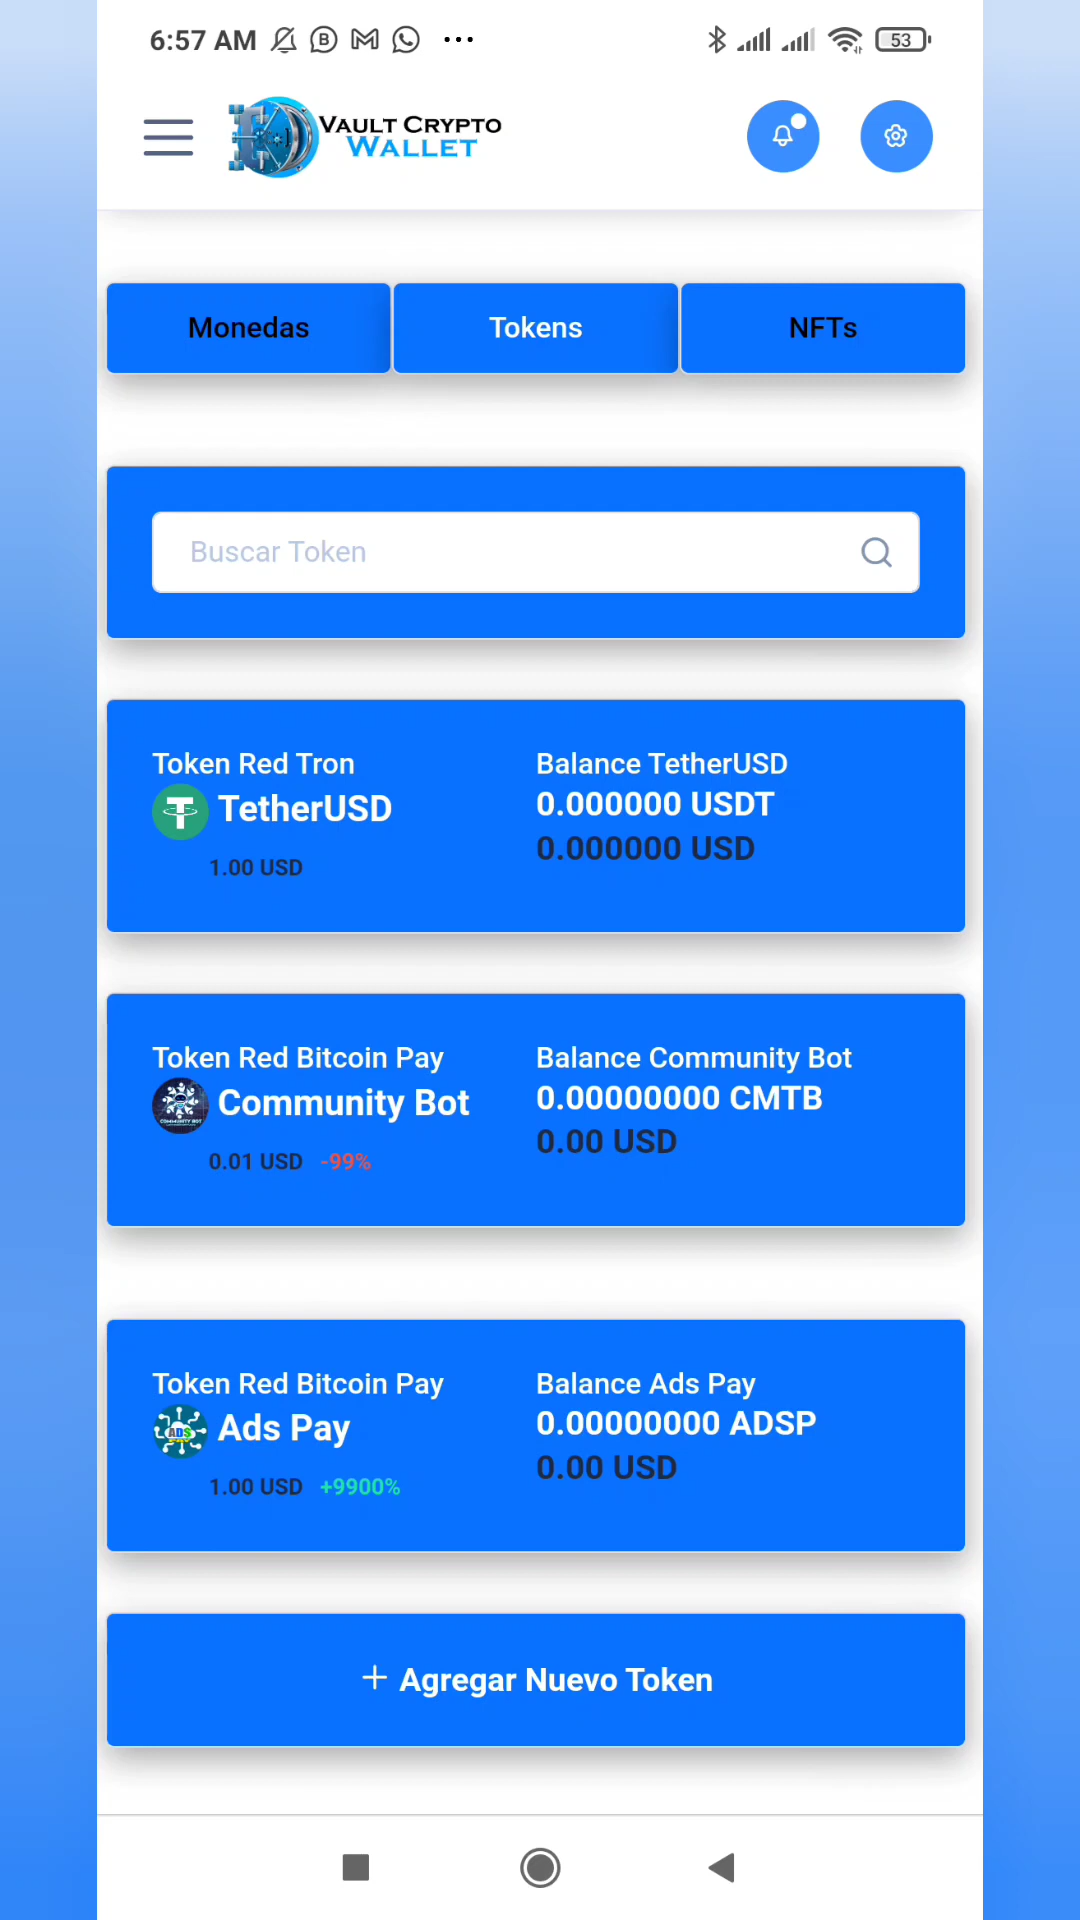 6:57 AM
53
VAULT CRYPTO
WALLET
Monedas
Tokens
NFTs
Buscar Token
Token Red Tron
TetherUSD
1.00 USD
Balance TetherUSD
0.000000 USDT
0.000000 USD
Token Red Bitcoin Pay
Community Bot
0.01 USD -99%
Balance Community Bot
0.00000000 CMTB
0.00 USD
COMMUNITY BOT
Token Red Bitcoin Pay
Ads Pay
1.00 USD +9900%
Balance Ads Pay
0.00000000 ADSP
0.00 USD
ADS
+ Agregar Nuevo Token